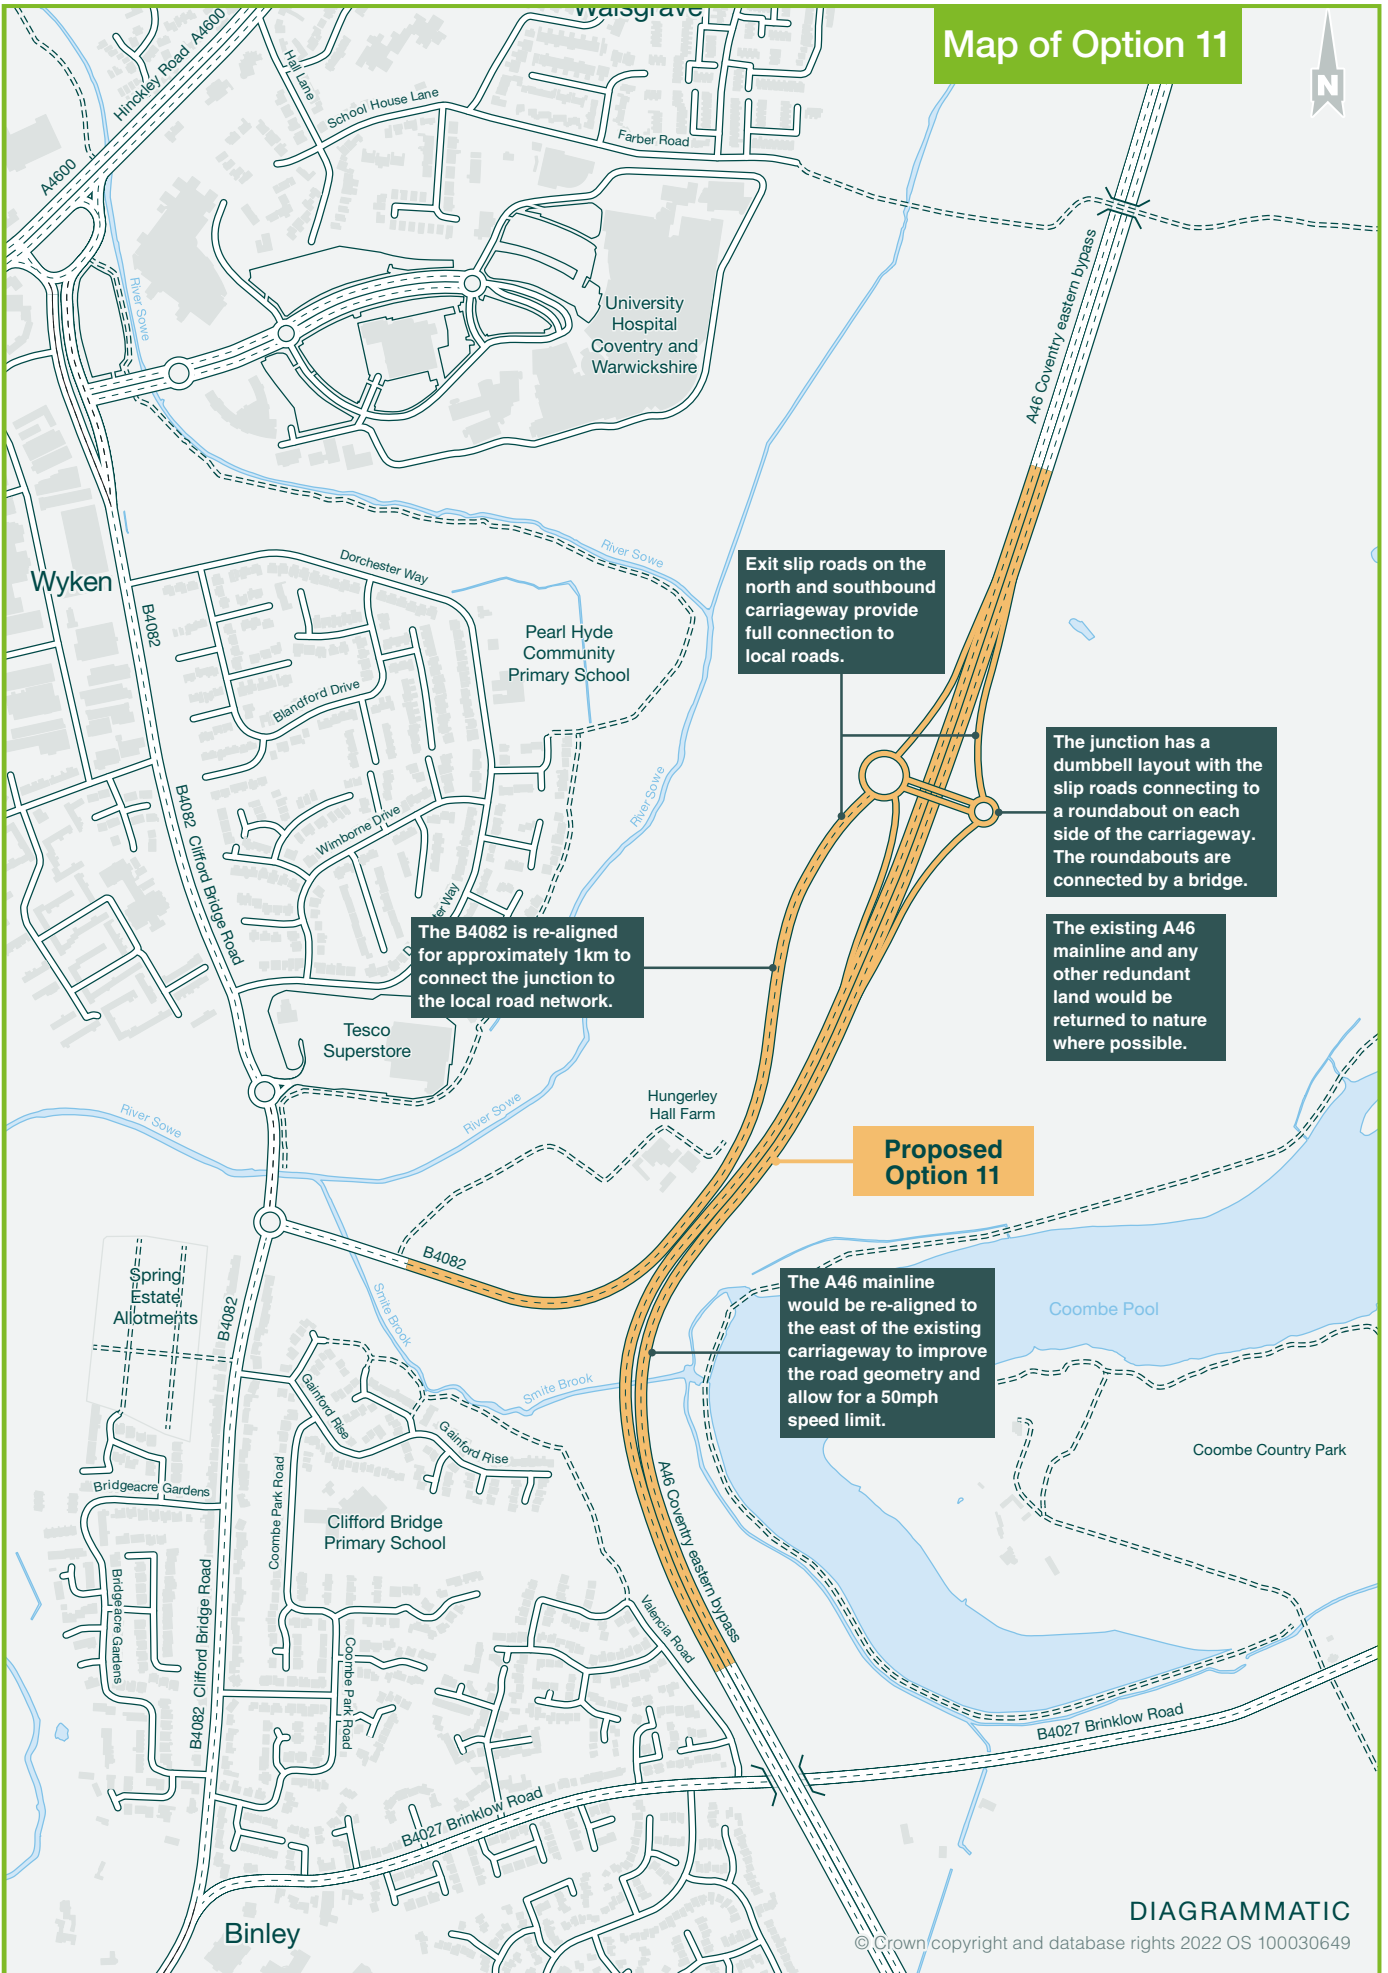 Walsgrave
Map of Option 11
N
Hinckley Road A4600
A4600
Hall Lane
School House Lane
Farber Road
A46 Coventry eastern bypass
River Sowe
University
Hospital
Coventry and
Warwickshire
River Sowe
Wyken
B4082
Dorchester Way
Pearl Hyde
Community
Primary School
Blandford Drive
Exit slip roads on the
north and southbound
carriageway provide
full connection to
local roads.
The junction has a
dumbbell layout with the
slip roads connecting to
a roundabout on each
side of the carriageway.
The roundabouts are
connected by a bridge.
River Sowe
Wimborne Drive
B4082 Clifford Bridge Road
ter Way
D
The B4082 is re-aligned
for approximately 1km to
connect the junction to
the local road network.
The existing A46
mainline and any
other redundant
land would be
returned to nature
where possible.
Tesco
Superstore
Hungerley
Hall Farm
River Sowe
River Sowe
Proposed
Option 11
B4082
Spring
Estate
Allotments
B4082
Smite Brook
The A46 mainline
would be re-aligned to
the east of the existing
carriageway to improve
the road geometry and
allow for a 50mph
speed limit.
Coombe Pool
Smite Brook
Gainford Rise
Gainford Rise
Coombe Country Park
Bridgeacre Gardens
Coombe Park Road
Clifford Bridge
Primary School
A46 Coventry eastern bypass
Bridgeacre Gardens
B4082 Clifford Bridge Road
Valencia Road
Coombe Park Road
B4027 Brinklow Road
B4027 Brinklow Road
Binley
DIAGRAMMATIC
© Crown copyright and database rights 2022 OS 100030649